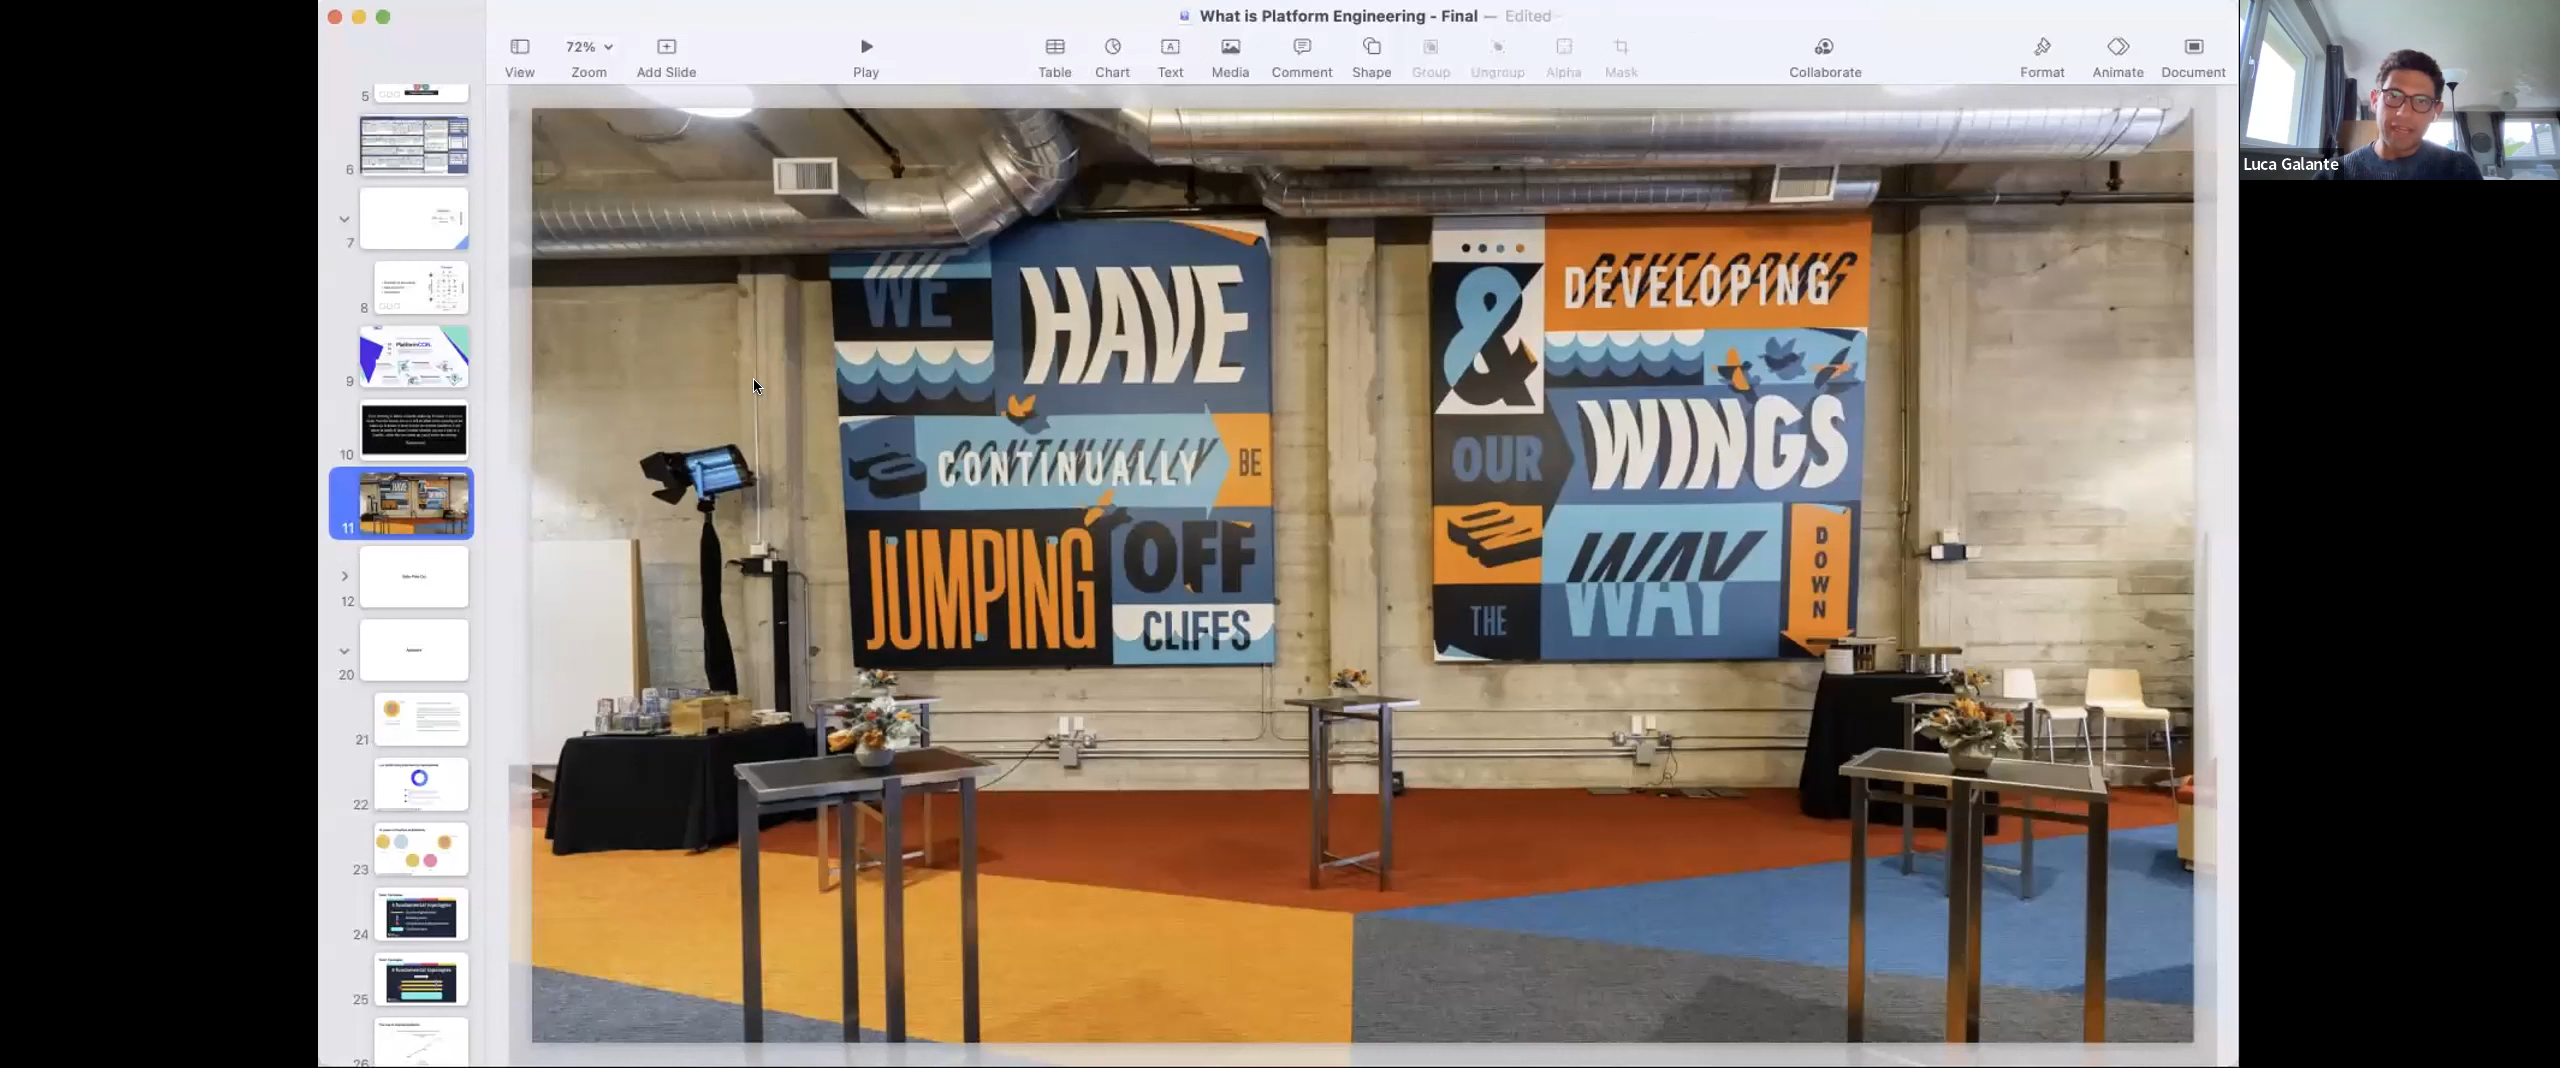 What is Platform Engineering - Final — Edited
72%
View
Zoom
Add Slide
Play
Table
Chart
Text
Media
Comment
Shape
Group
Ungroup
Alpha
Mask
Collaborate
Format
Animate
Document
5
6
7
8
9
PlatformCON
10
11
12
20
21
22
23
24
25
26
WE HAVE
TO CONTINUALLY BE
JUMPING OFF
CLIFFS
& DEVELOPING
OUR WINGS
ON
THE WAY DOWN
Luca Galante